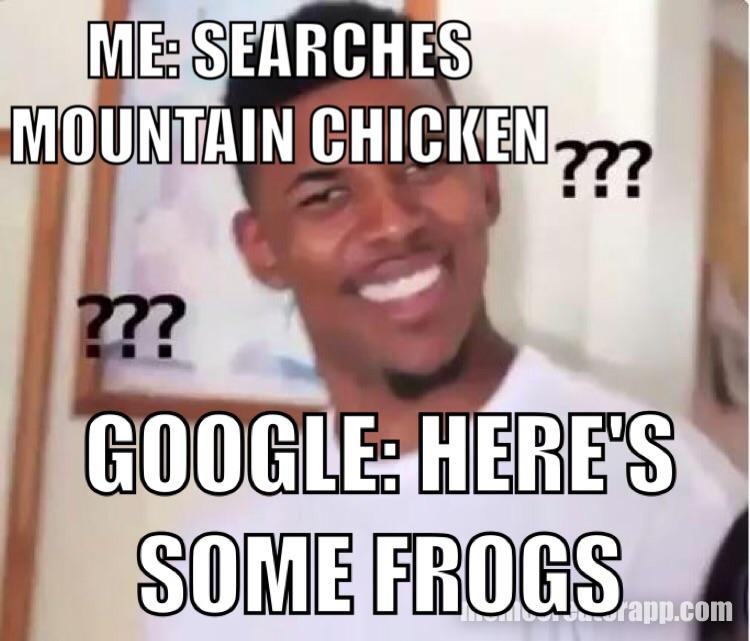 ME: SEARCHES
MOUNTAIN CHICKEN
???
???
GOOGLE: HERE'S
SOME FROGS